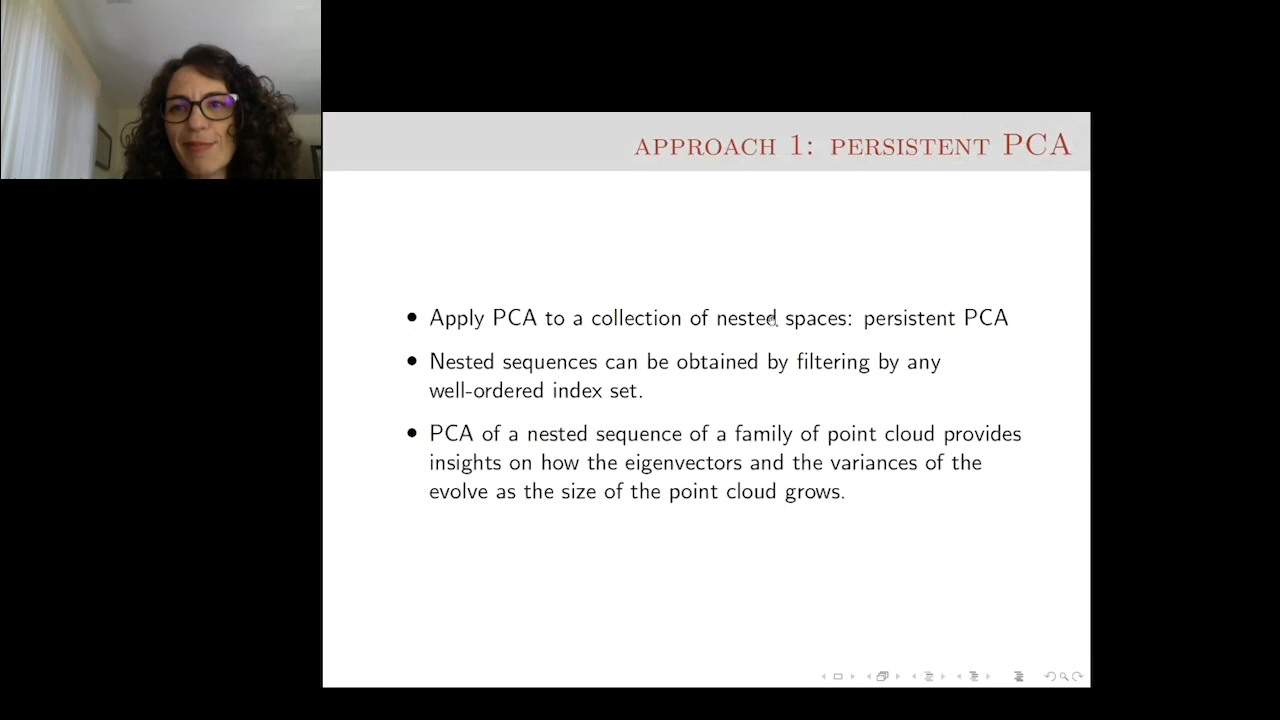 APPROACH 1: PERSISTENT PCA
• Apply PCA to a collection of nested spaces: persistent PCA
• Nested sequences can be obtained by filtering by any
well-ordered index set.
• PCA of a nested sequence of a family of point cloud provides
insights on how the eigenvectors and the variances of the
evolve as the size of the point cloud grows.